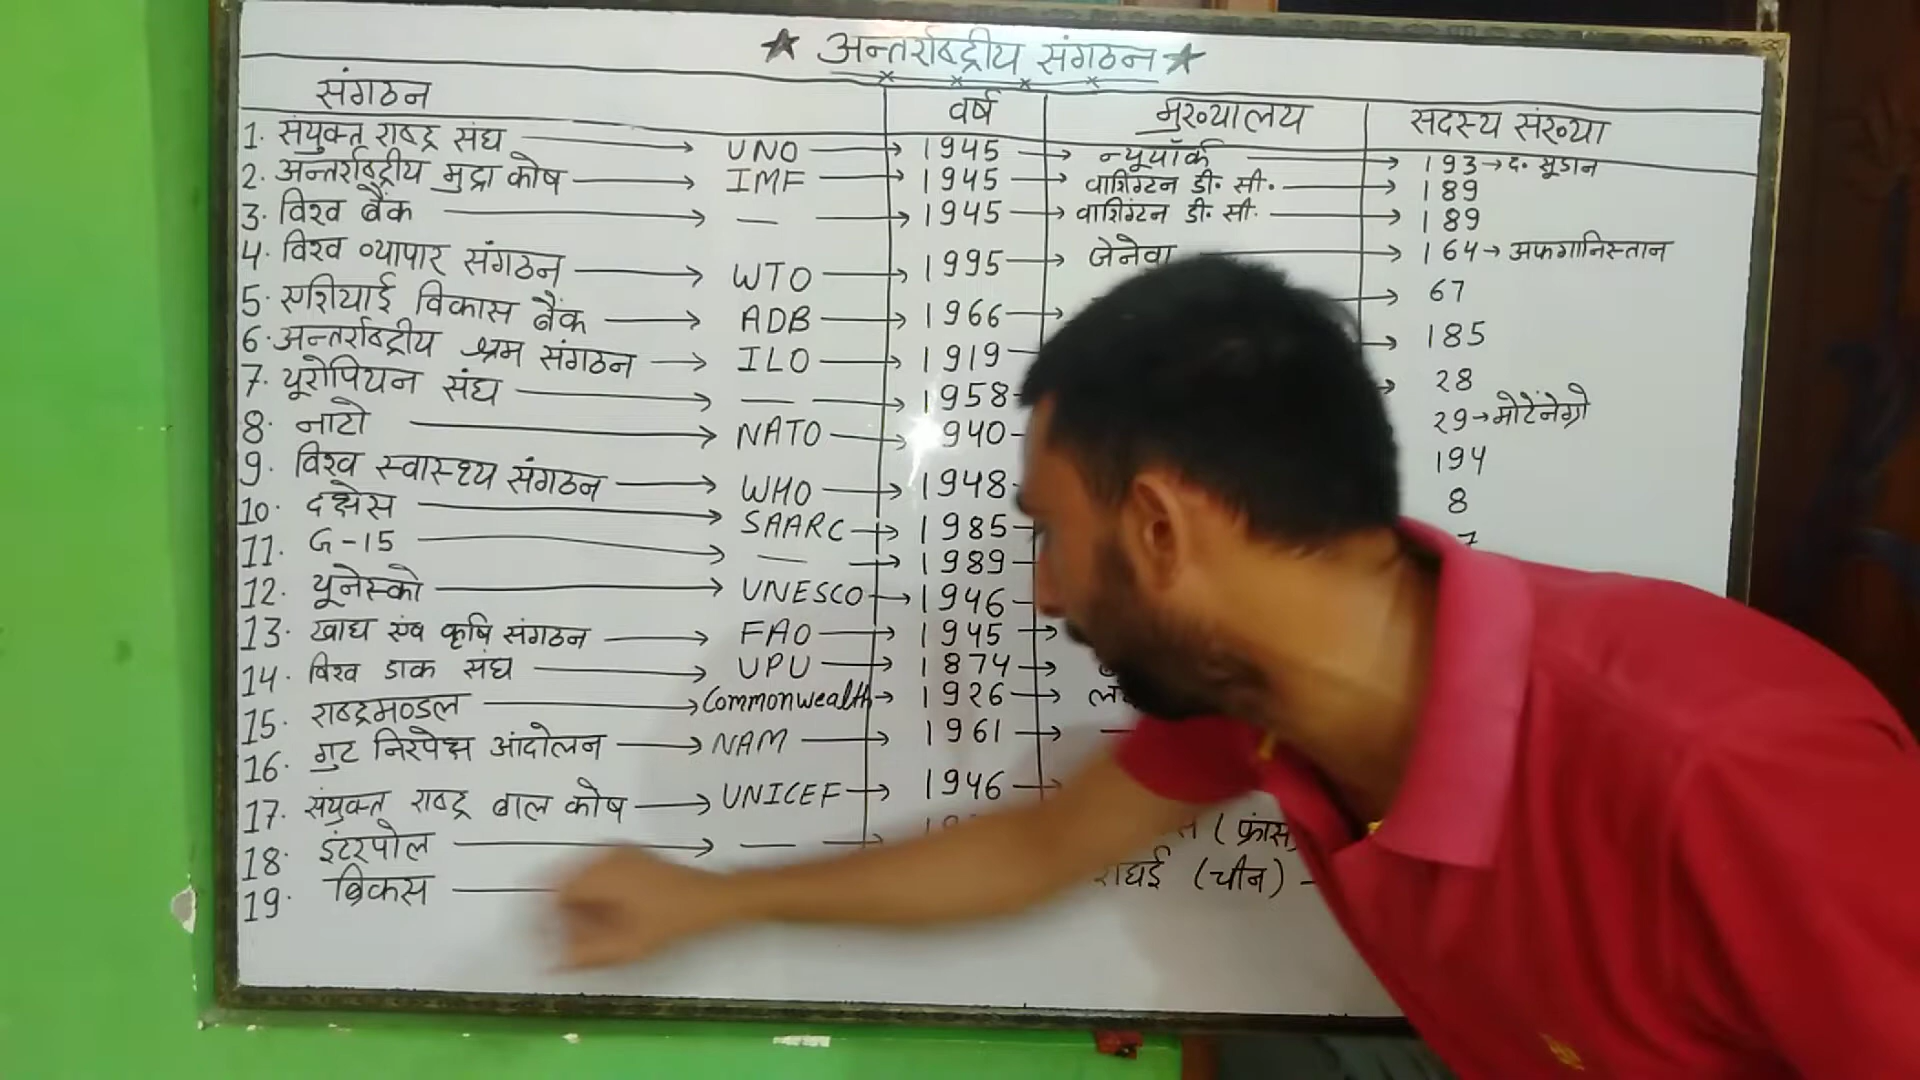 ★ अन्तर्राष्ट्रीय संगठन ★
संगठन वर्ष मुख्यालय सदस्य संख्या
1. संयुक्त राष्ट्र संघ → UNO → 1945 → न्यूयॉर्क → 193 → द. सूडान
2. अन्तर्राष्ट्रीय मुद्रा कोष → IMF → 1945 → वाशिंगटन डी. सी. → 189
3. विश्व बैंक → — → 1945 → वाशिंगटन डी. सी. → 189
4. विश्व व्यापार संगठन → WTO → 1995 → जेनेवा → 164 → अफगानिस्तान
5. एशियाई विकास बैंक → ADB → 1966 → → 67
6. अन्तर्राष्ट्रीय श्रम संगठन → ILO → 1919 → 185
7. यूरोपियन संघ → — → 1958 → 28
8. नाटो → NATO → 940 29 → मोटेंनेग्रो
9. विश्व स्वास्थ्य संगठन → WHO → 1948 194
10. दक्षेस → SAARC → 1985 8
11. G-15 → — → 1989
12. यूनेस्को → UNESCO → 1946
13. खाद्य एंव कृषि संगठन → FAO → 1945 →
14. विश्व डाक संघ → UPU → 1874 →
15. राष्ट्रमण्डल → Commonwealth → 1926 →
16. गुट निरपेक्ष आंदोलन → NAM → 1961 → —
17. संयुक्त राष्ट्र बाल कोष → UNICEF → 1946 →
18. इंटरपोल → — → (फ्रांस)
19. ब्रिकस — (चीन) —